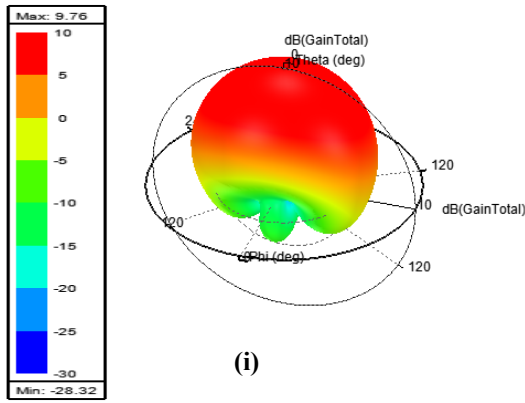 Max: 9.76
10
5
0
-5
-10
-15
-20
-25
-30
Min: -28.32
dB(GainTotal)
0
Theta (deg)
120
10
dB(GainTotal)
120
120
Phi (deg)
(i)